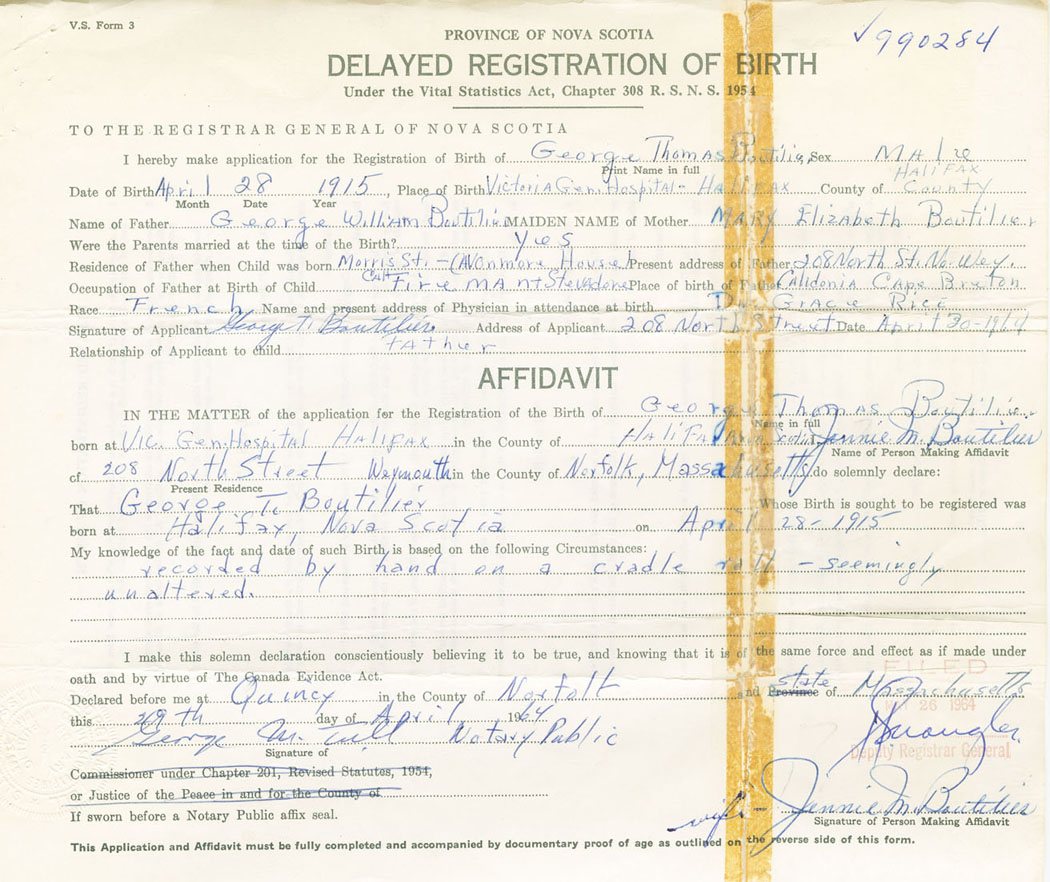 V.S. Form 3
√990284
PROVINCE OF NOVA SCOTIA
DELAYED REGISTRATION OF BIRTH
Under the Vital Statistics Act, Chapter 308 R. S. N. S. 1954
TO THE REGISTRAR GENERAL OF NOVA SCOTIA
I hereby make application for the Registration of Birth of George Thomas Boutilier Sex Male
Print Name in full
HALIFAX
Date of Birth April 28 1915, Place of Birth Victoria Gen. Hospital - HALIFAX County of County
Month Date Year
Name of Father George William Boutilier MAIDEN NAME of Mother MARY Elizabeth Boutilier
Were the Parents married at the time of the Birth? Yes
Residence of Father when Child was born Morris St. - (AVOnmore House) Present address of Father 208 North St. No. Wey.
Occupation of Father at Birth of Child Fireman + Stevadore Place of birth of Father Calidonia Cape Breton
Race French Name and present address of Physician in attendance at birth Dr. Gracie Rice
Signature of Applicant George T. Boutilier Address of Applicant 208 North Street Date April 30-1964
Relationship of Applicant to child father
AFFIDAVIT
IN THE MATTER of the application for the Registration of the Birth of George Thomas Boutilier
Name in full
born at Vic. Gen. Hospital HALIFAX in the County of HALIFAX Nova Scotia Jennie M. Boutilier
Name of Person Making Affidavit
of 208 North Street Weymouth in the County of Norfolk, Massachusetts do solemnly declare:
Present Residence
That George T. Boutilier Whose Birth is sought to be registered was
born at Halifax, Nova Scotia on April 28-1915
My knowledge of the fact and date of such Birth is based on the following Circumstances:
recorded by hand on a cradle roll - seemingly
unaltered.
I make this solemn declaration conscientiously believing it to be true, and knowing that it is of the same force and effect as if made under
oath and by virtue of The Canada Evidence Act.
FILED
Declared before me at Quincy in the County of Norfolk and Province state of Massachusetts
this 29th day of April 1964
26 1964
George Notary Public
Signature of
Deputy Registrar General
Commissioner under Chapter 201, Revised Statutes, 1954,
or Justice of the Peace in and for the County of
If sworn before a Notary Public affix seal.
wife - Jennie M. Boutilier
Signature of Person Making Affidavit
This Application and Affidavit must be fully completed and accompanied by documentary proof of age as outlined on the reverse side of this form.